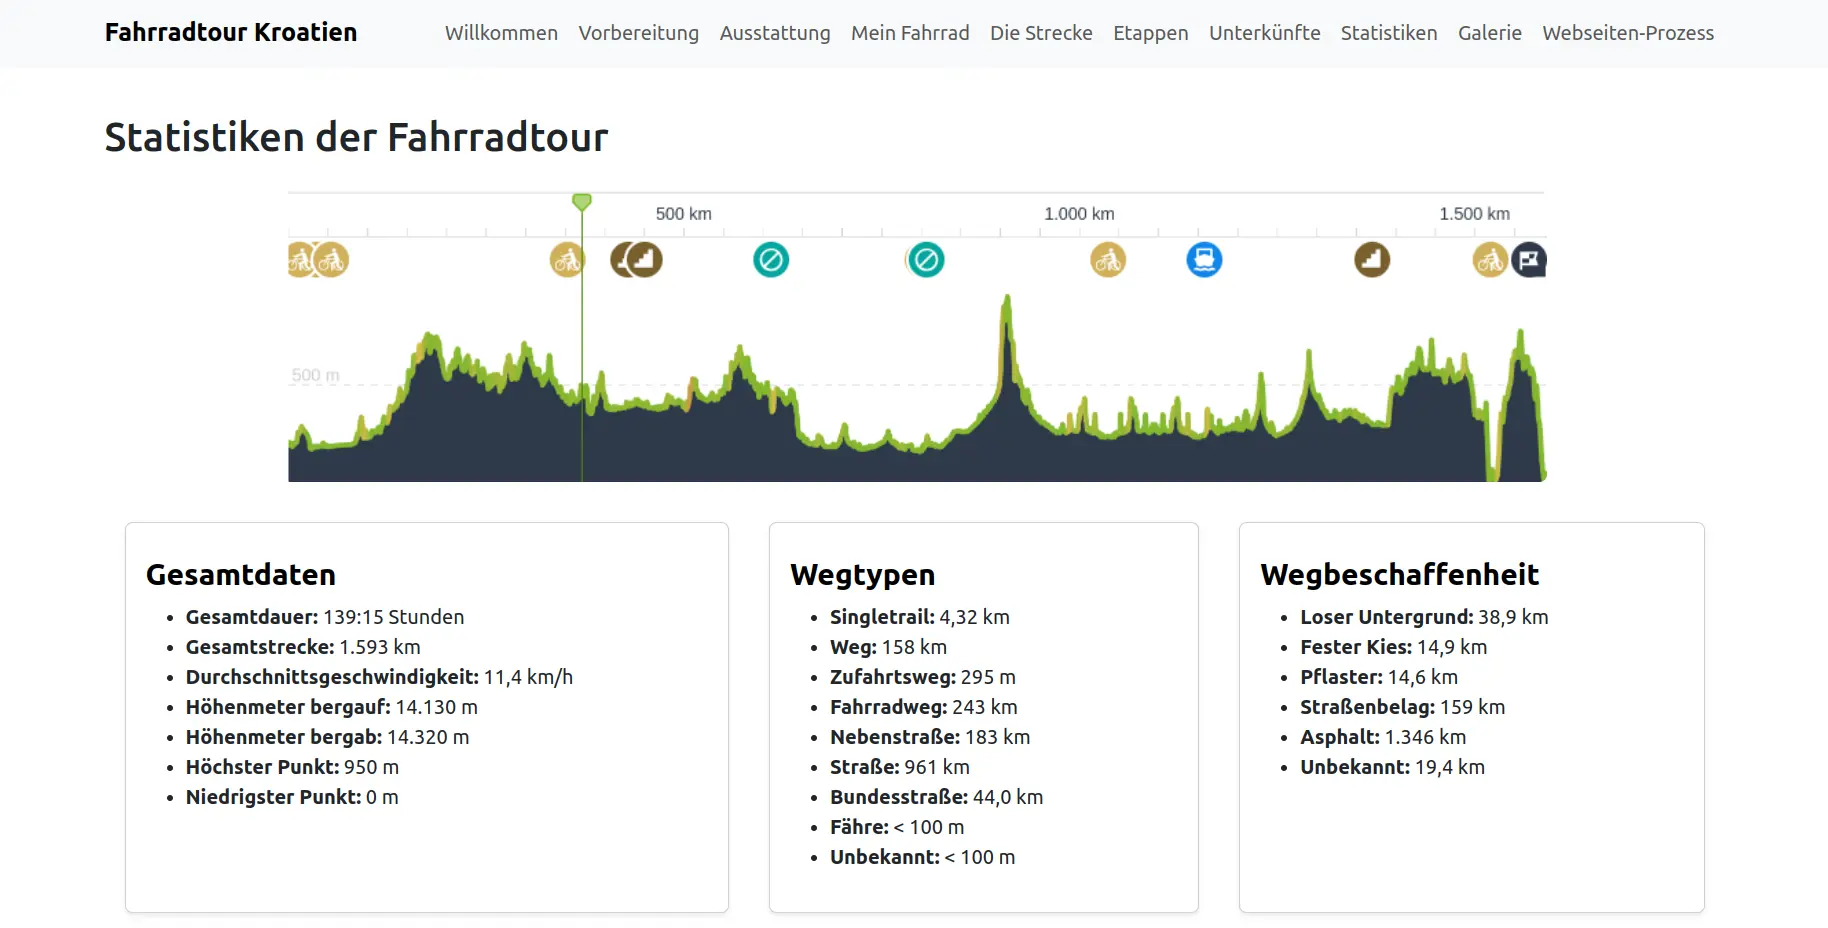 Fahrradtour Kroatien
Willkommen Vorbereitung Ausstattung Mein Fahrrad Die Strecke Etappen Unterkünfte Statistiken Galerie Webseiten-Prozess
Statistiken der Fahrradtour
500 km 1.000 km 1.500 km
500 m
Gesamtdaten
Gesamtdauer: 139:15 Stunden
Gesamtstrecke: 1.593 km
Durchschnittsgeschwindigkeit: 11,4 km/h
Höhenmeter bergauf: 14.130 m
Höhenmeter bergab: 14.320 m
Höchster Punkt: 950 m
Niedrigster Punkt: 0 m
Wegtypen
Singletrail: 4,32 km
Weg: 158 km
Zufahrtsweg: 295 m
Fahrradweg: 243 km
Nebenstraße: 183 km
Straße: 961 km
Bundesstraße: 44,0 km
Fähre: < 100 m
Unbekannt: < 100 m
Wegbeschaffenheit
Loser Untergrund: 38,9 km
Fester Kies: 14,9 km
Pflaster: 14,6 km
Straßenbelag: 159 km
Asphalt: 1.346 km
Unbekannt: 19,4 km